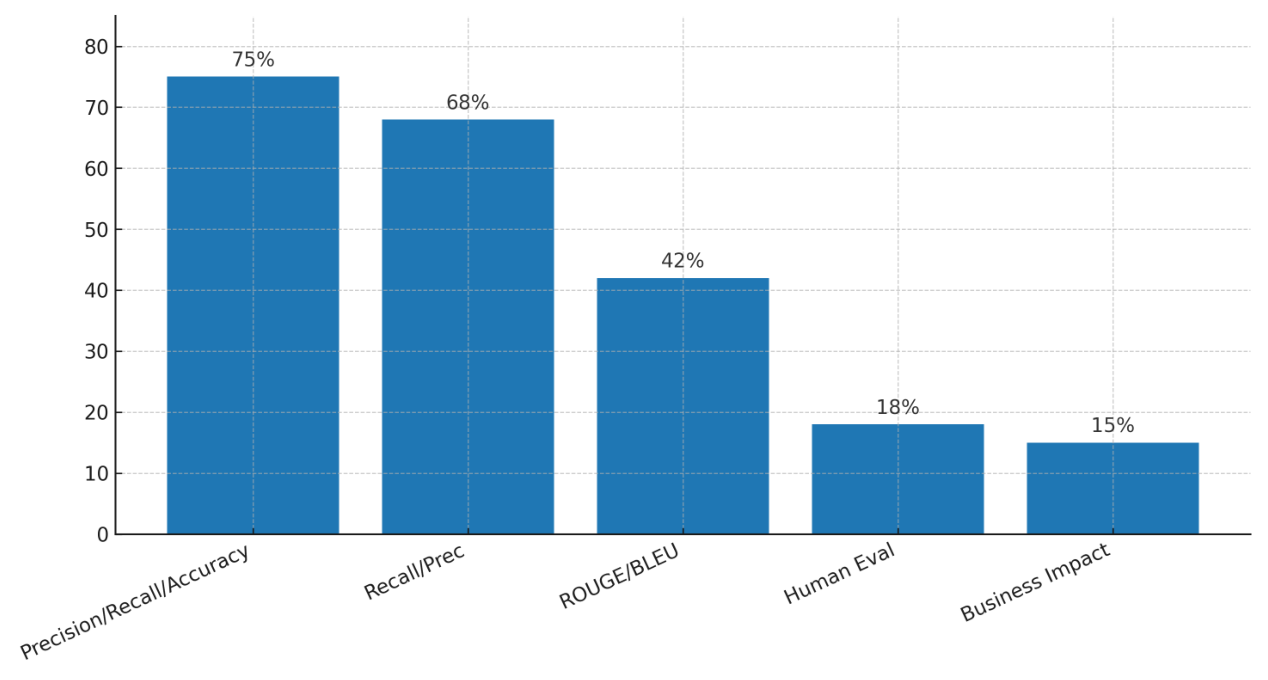 80
70
60
50
40
30
20
10
0
75%
68%
42%
18%
15%
Precision/Recall/Accuracy
Recall/Prec
ROUGE/BLEU
Human Eval
Business Impact